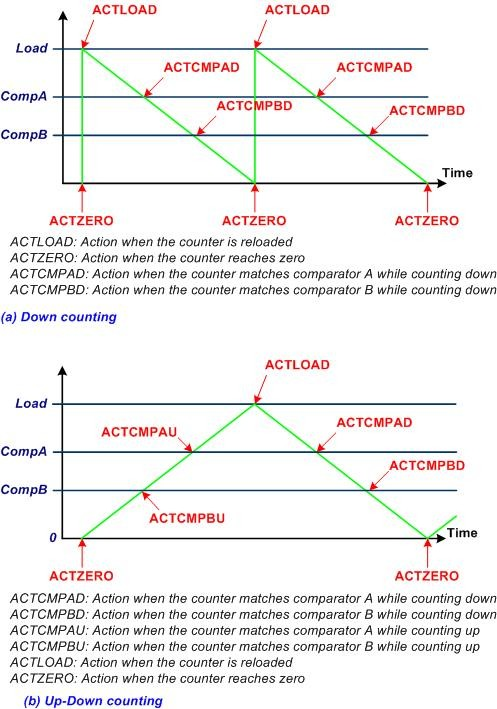 ACTLOAD ACTLOAD
Load
ACTCMPAD ACTCMPAD
CompA
ACTCMPBD ACTCMPBD
CompB
Time
ACTZERO ACTZERO ACTZERO
ACTLOAD: Action when the counter is reloaded
ACTZERO: Action when the counter reaches zero
ACTCMPAD: Action when the counter matches comparator A while counting down
ACTCMPBD: Action when the counter matches comparator B while counting down
(a) Down counting
ACTLOAD
Load
ACTCMPAU ACTCMPAD
CompA
ACTCMPBD
CompB
ACTCMPBU
0 Time
ACTZERO ACTZERO
ACTCMPAD: Action when the counter matches comparator A while counting down
ACTCMPBD: Action when the counter matches comparator B while counting down
ACTCMPAU: Action when the counter matches comparator A while counting up
ACTCMPBU: Action when the counter matches comparator B while counting up
ACTLOAD: Action when the counter is reloaded
ACTZERO: Action when the counter reaches zero
(b) Up-Down counting